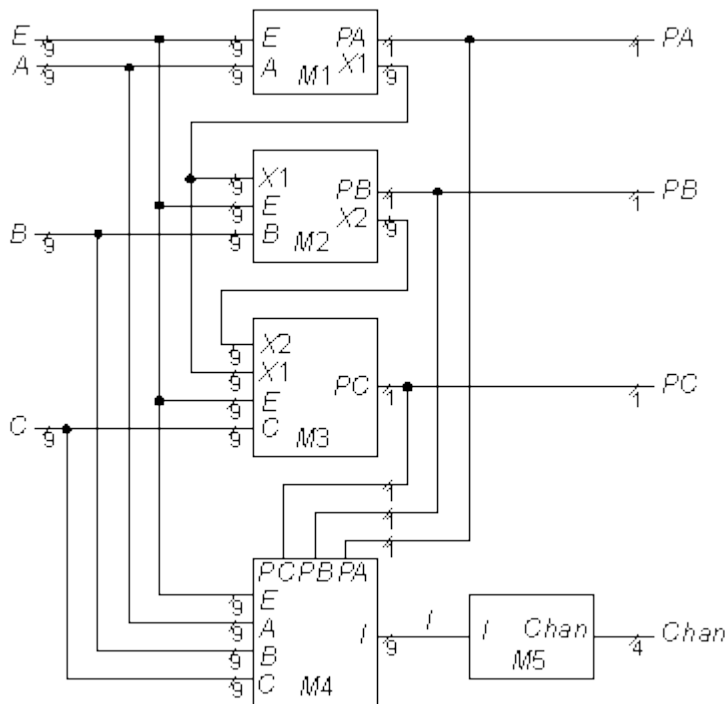 E 9 9 E PA 1 1 PA
A 9 9 A M1 X1 9
9 X1 PB 1 1 PB
9 E X2 9
B 9 9 B M2
9 X2
9 X1 PC 1 1 PC
9 E
C 9 9 C M3
1
1
1
PC PB PA
9 E
9 A I 9 I I Chan 4 Chan
9 B M5
9 C M4